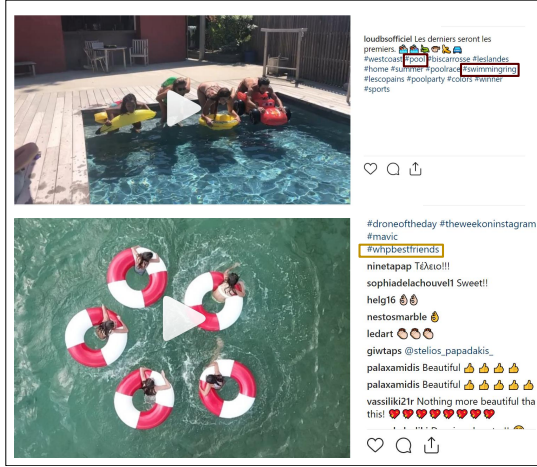 loudbsofficiel Les derniers seront les
premiers.
#westcoast #pool #biscarrosse #leslandes
#home #summer #poolrace #swimmingring
#lescopains #poolparty #colors #winner
#sports
#droneoftheday #theweekoninstagram
#mavic
#whpbestfriends
ninetapap Τέλειο!!!
sophiadelachouvel1 Sweet!!
helg16 👌👌
nestosmarble 👌
ledart 👏👏👏
giwtaps @stelios_papadakis_
palaxamidis Beautiful 👍👍👍👍
palaxamidis Beautiful 👍👍👍👍👍
vassiliki21r Nothing more beautiful tha
this! 💖💖💖💖💖💖💖